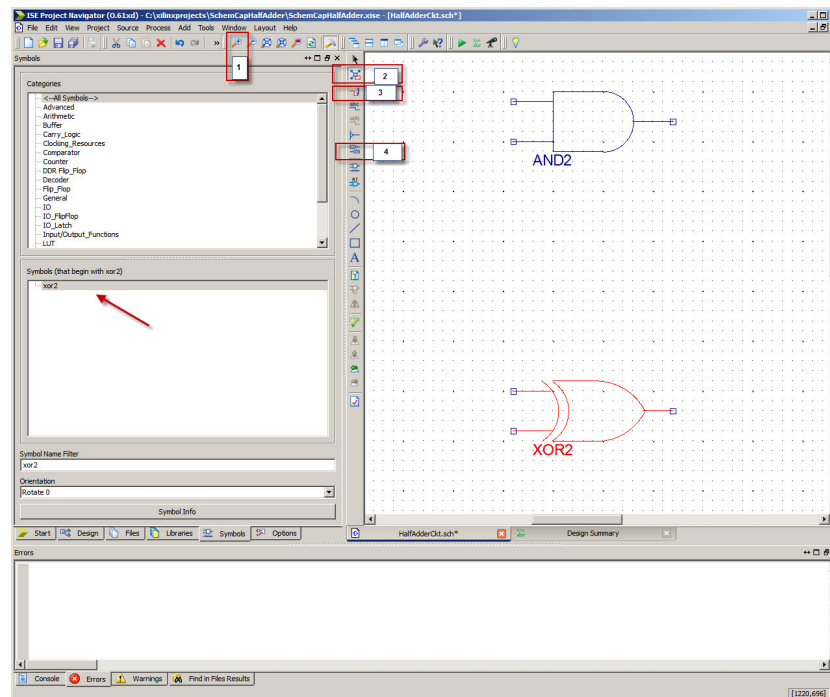 ISE Project Navigator (0.61xd) - C:\xilinxprojects\SchemCapHalfAdder\SchemCapHalfAdder.xise - [HalfAdderCkt.sch*]
File Edit View Project Source Process Add Tools Window Layout Help
1
Symbols
2
3
4
Categories
<--All Symbols-->
Advanced
Arithmetic
Buffer
Carry_Logic
Clocking_Resources
Comparator
Counter
DDR Flip_Flop
Decoder
Flip_Flop
General
IO
IO_FlipFlop
IO_Latch
Input/Output_Functions
LUT
AND2
Symbols (that begin with xor2)
xor2
XOR2
Symbol Name Filter
xor2
Orientation
Rotate 0
Symbol Info
Start Design Files Libraries Symbols Options
HalfAdderCkt.sch* Design Summary
Errors
Console Errors Warnings Find in Files Results
[1220,696]